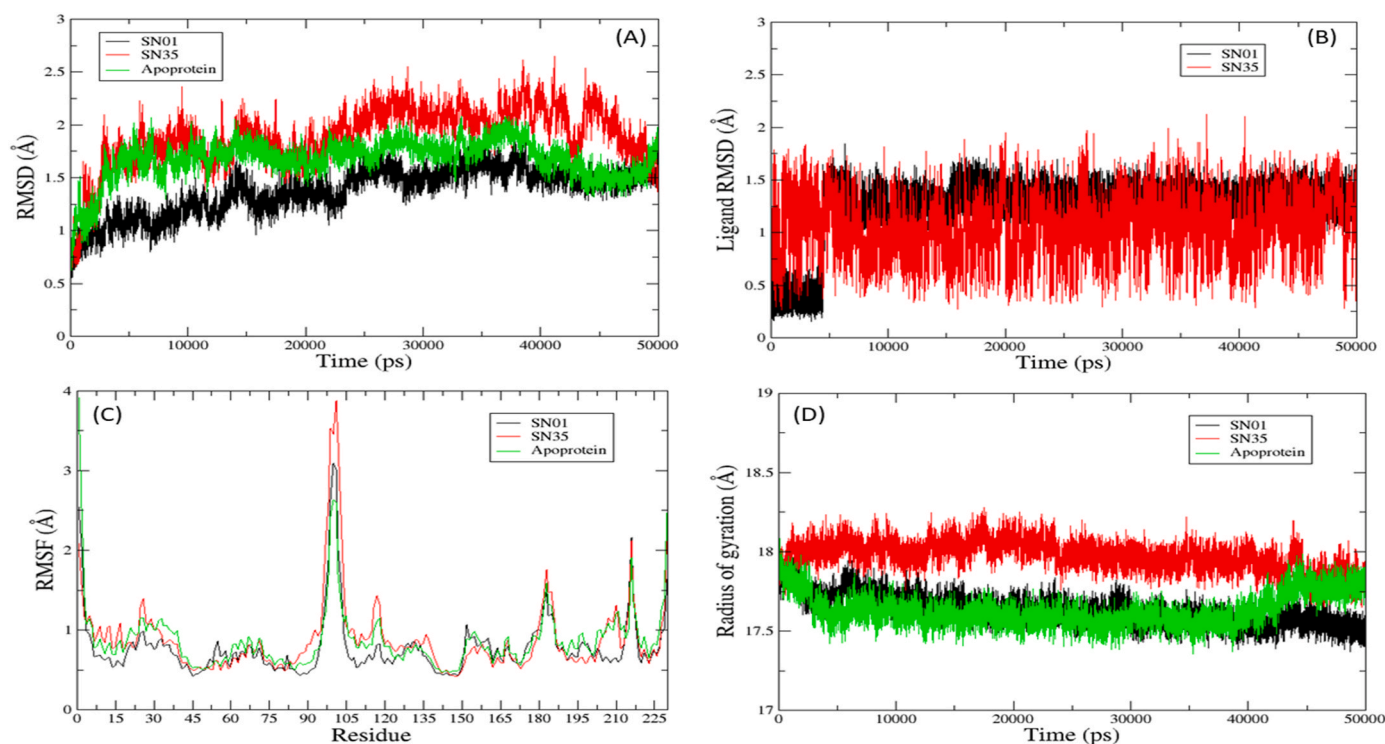 (A)
SN01
SN35
Apoprotein
RMSD (Å)
3
2.5
2
1.5
1
0.5
0
0 10000 20000 30000 40000 50000
Time (ps)
(B)
SN01
SN35
Ligand RMSD (Å)
3
2.5
2
1.5
1
0.5
0
0 10000 20000 30000 40000 50000
Time (ps)
(C)
SN01
SN35
Apoprotein
RMSF (Å)
4
3
2
1
0
0 15 30 45 60 75 90 105 120 135 150 165 180 195 210 225
Residue
(D)
SN01
SN35
Apoprotein
Radius of gyration (Å)
19
18.5
18
17.5
17
0 10000 20000 30000 40000 50000
Time (ps)